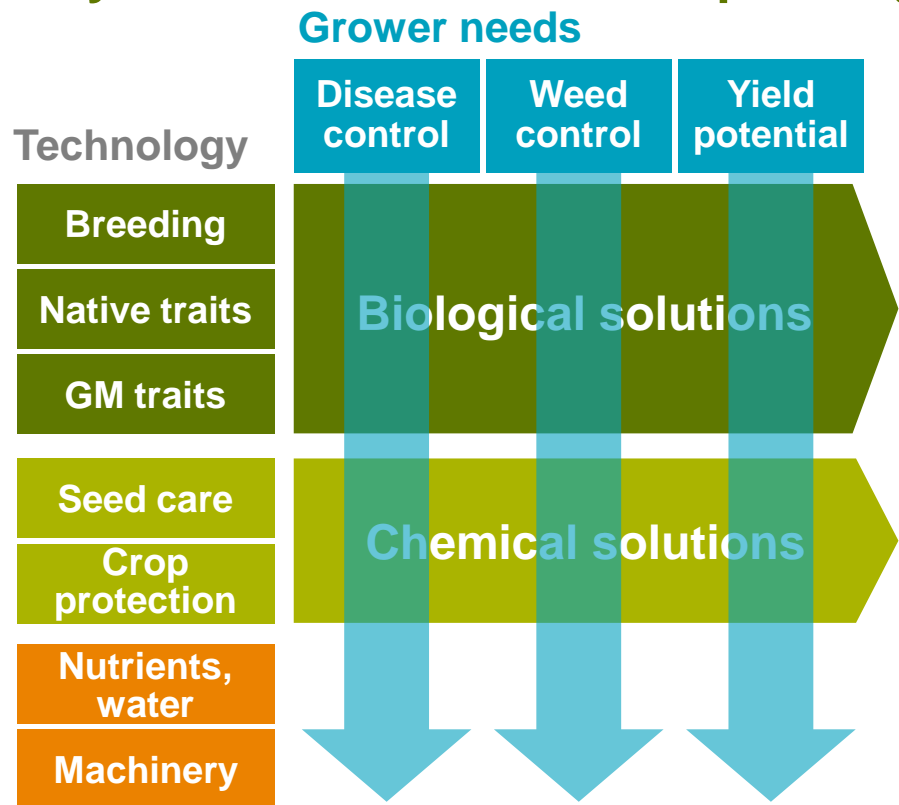 Grower needs
Disease
control
Weed
control
Yield
potential
Technology
Breeding
Native traits
GM traits
Biological solutions
Seed care
Crop
protection
Chemical solutions
Nutrients,
water
Machinery